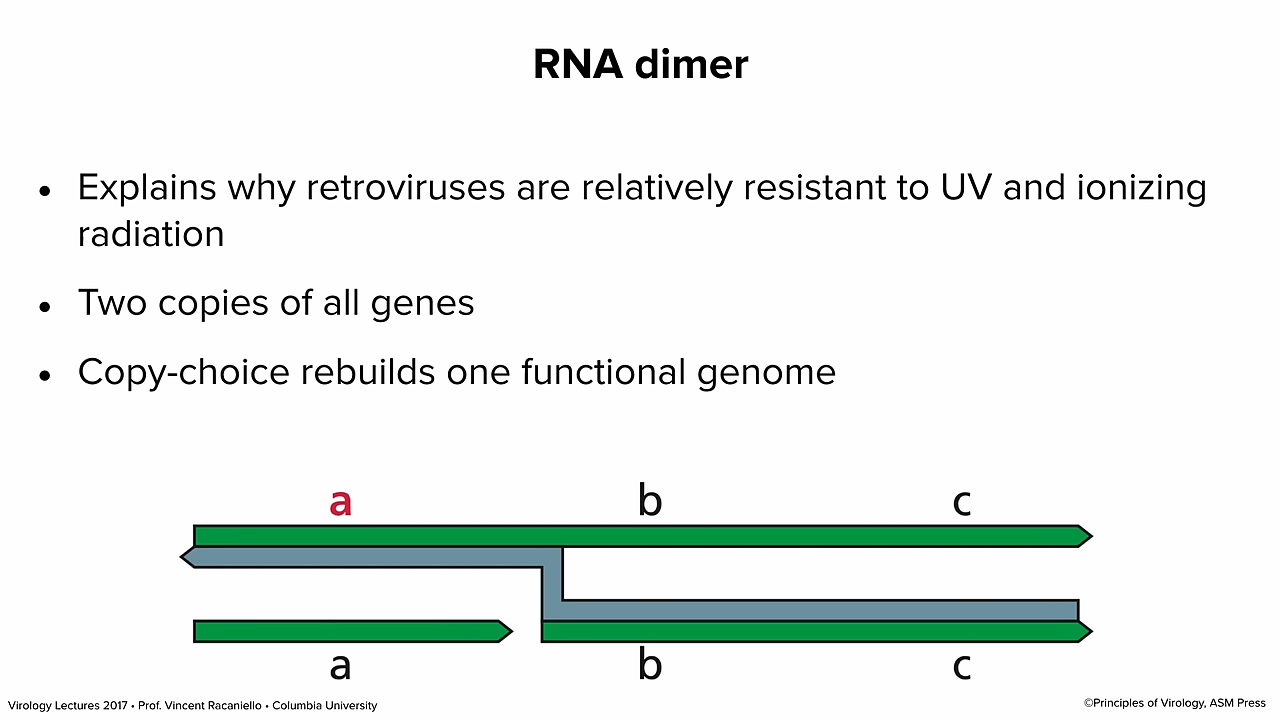 RNA dimer
• Explains why retroviruses are relatively resistant to UV and ionizing
radiation
• Two copies of all genes
• Copy-choice rebuilds one functional genome
a b c
a b c
Virology Lectures 2017 • Prof. Vincent Racaniello • Columbia University
©Principles of Virology, ASM Press